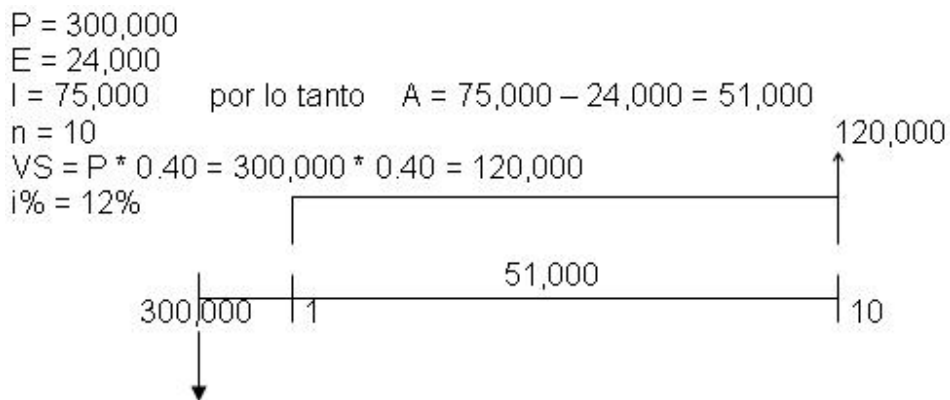 P = 300,000
E = 24,000
I = 75,000 por lo tanto A = 75,000 – 24,000 = 51,000
n = 10
120,000
VS = P * 0.40 = 300,000 * 0.40 = 120,000
i% = 12%
51,000
300,000 1 10